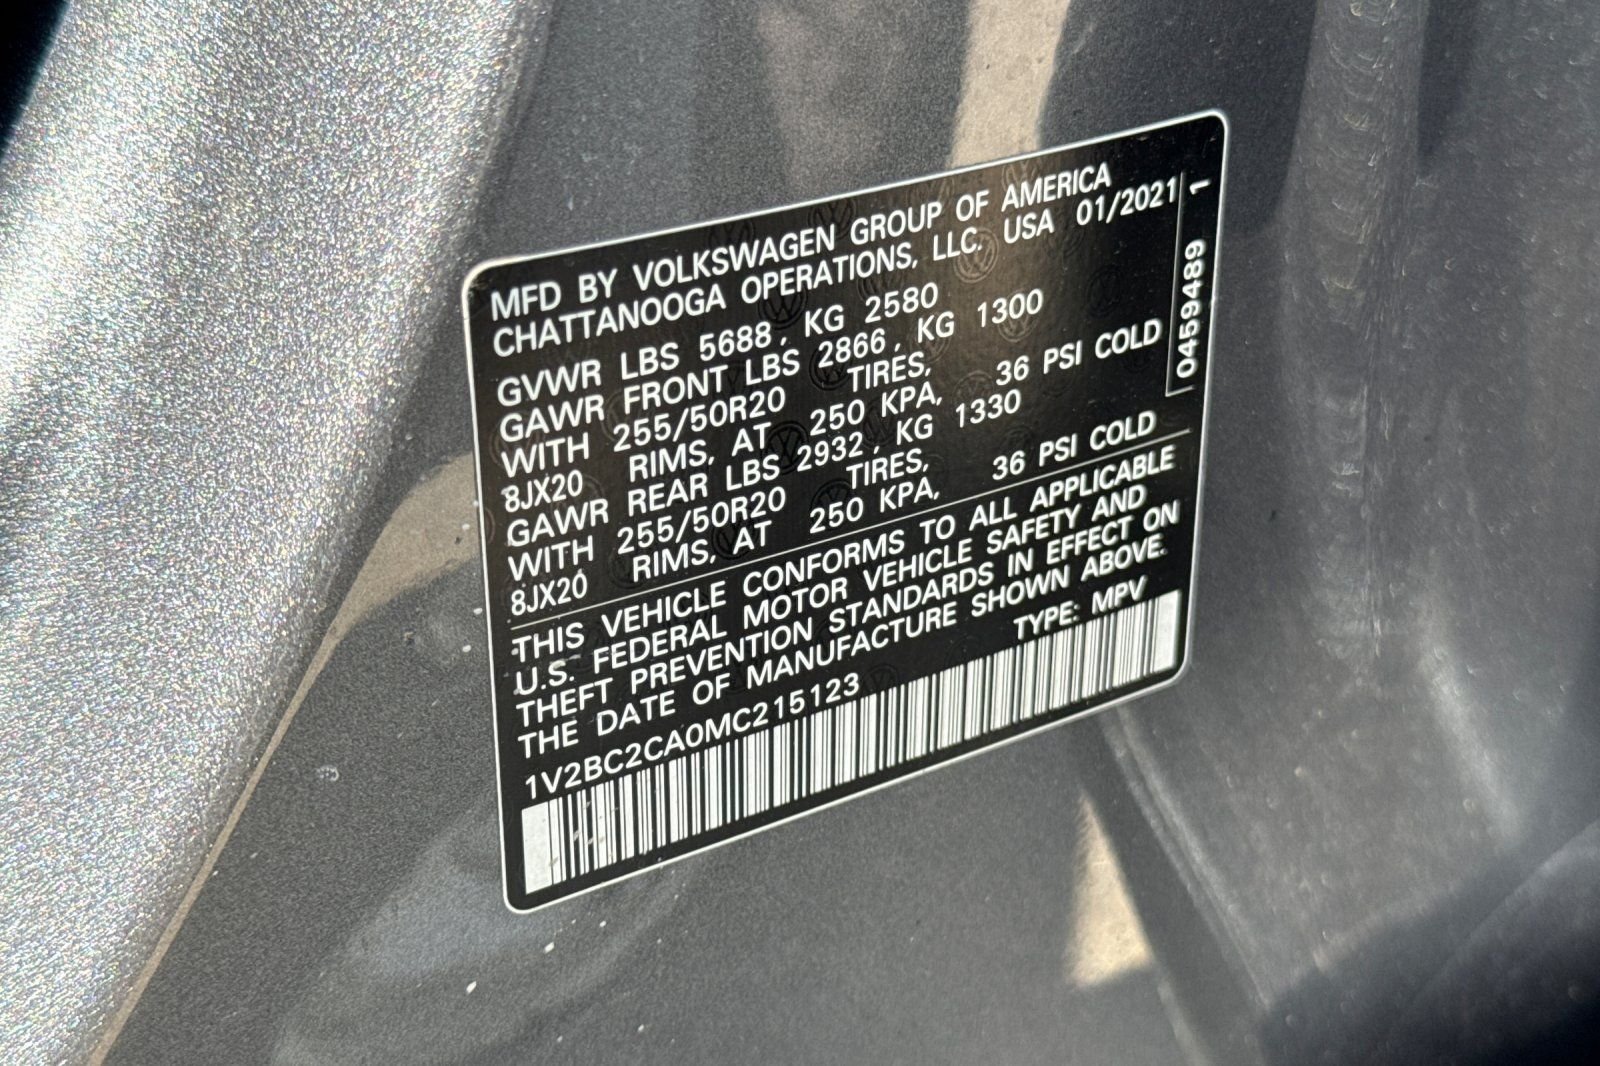 MFD BY VOLKSWAGEN GROUP OF AMERICA
CHATTANOOGA OPERATIONS, LLC. USA 01/2021
GVWR LBS 5688, KG 2580
GAWR FRONT LBS 2866, KG 1300
WITH 255/50R20 TIRES,
8JX20 RIMS, AT 250 KPA, 36 PSI COLD
GAWR REAR LBS 2932, KG 1330
WITH 255/50R20 TIRES,
8JX20 RIMS, AT 250 KPA, 36 PSI COLD
THIS VEHICLE CONFORMS TO ALL APPLICABLE
U.S. FEDERAL MOTOR VEHICLE SAFETY AND
THEFT PREVENTION STANDARDS IN EFFECT ON
THE DATE OF MANUFACTURE SHOWN ABOVE.
TYPE: MPV
1V2BC2CA0MC215123
0459489 1